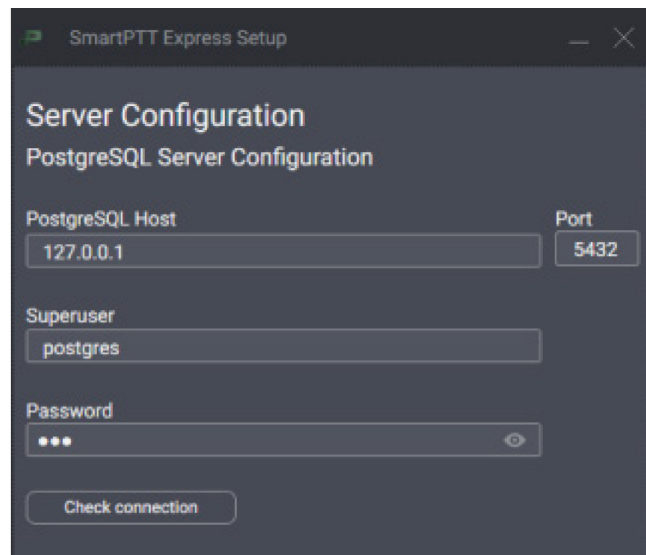 SmartPTT Express Setup
Server Configuration
PostgreSQL Server Configuration
PostgreSQL Host
Port
127.0.0.1
5432
Superuser
postgres
Password
•••
Check connection